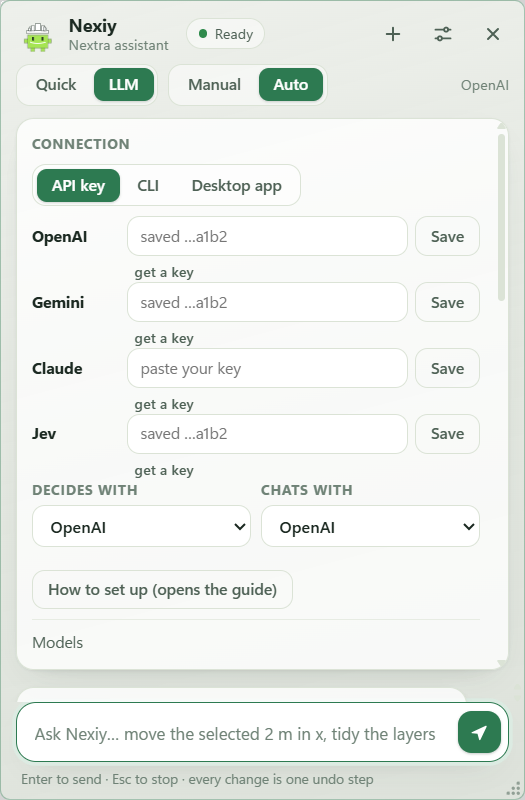 Nexiy
Nextra assistant
Ready
Quick LLM Manual Auto OpenAI
CONNECTION
API key CLI Desktop app
OpenAI saved ...a1b2 Save
get a key
Gemini saved ...a1b2 Save
get a key
Claude paste your key Save
get a key
Jev saved ...a1b2 Save
get a key
DECIDES WITH CHATS WITH
OpenAI OpenAI
How to set up (opens the guide)
Models
Ask Nexiy... move the selected 2 m in x, tidy the layers
Enter to send · Esc to stop · every change is one undo step